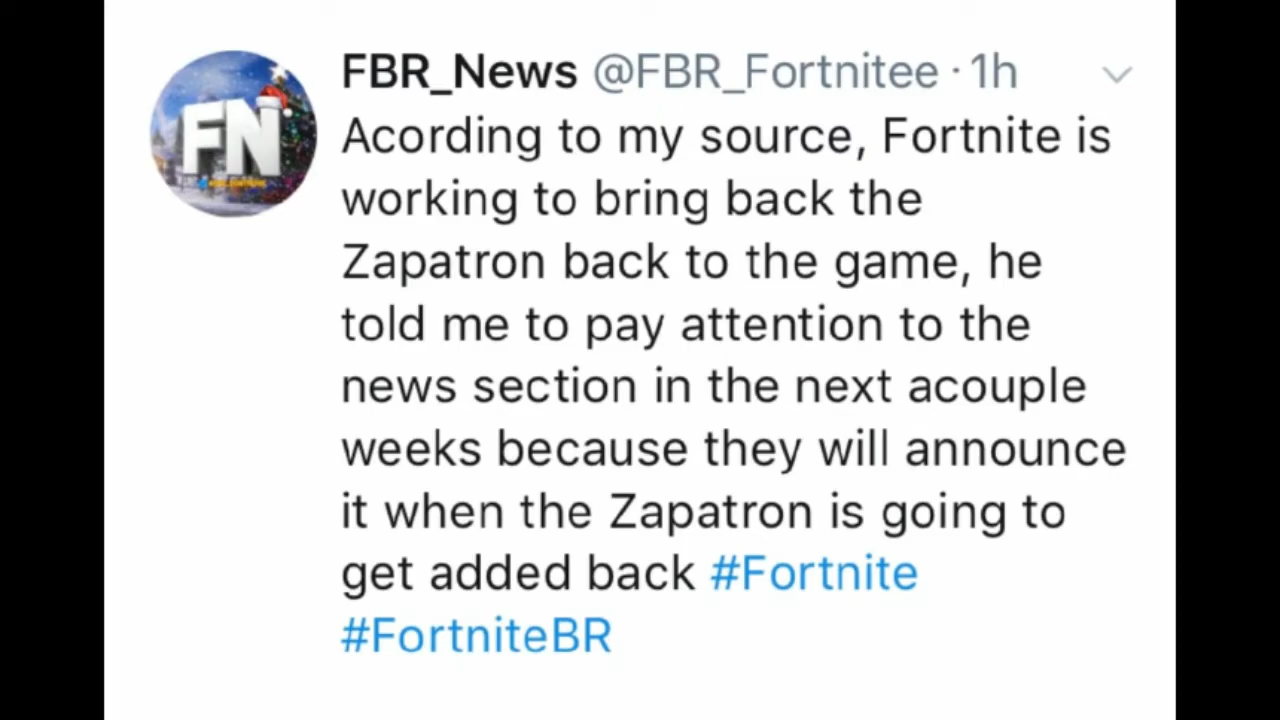 FBR_News @FBR_Fortnitee · 1h
FN
Acording to my source, Fortnite is
working to bring back the
Zapatron back to the game, he
told me to pay attention to the
news section in the next acouple
weeks because they will announce
it when the Zapatron is going to
get added back #Fortnite
#FortniteBR